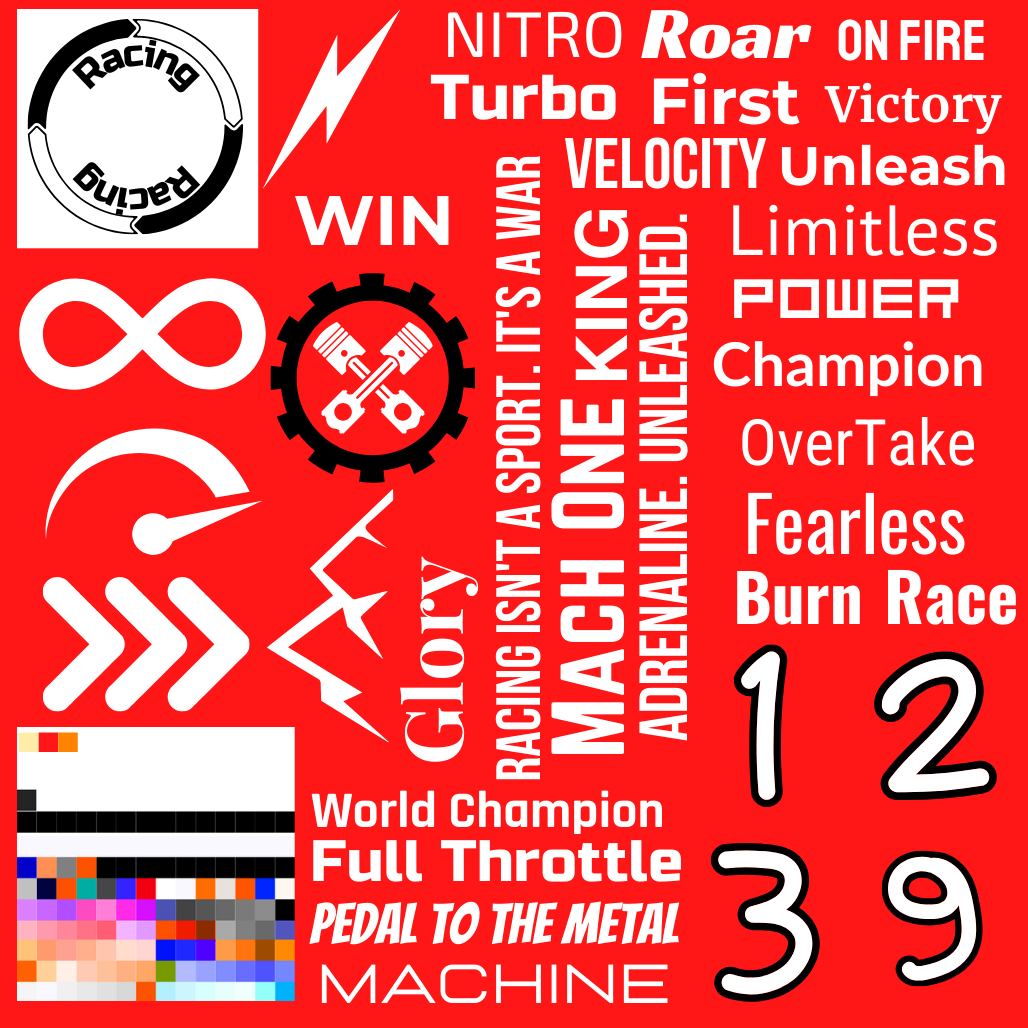 Racing
Racing
NITRO
Roar
ON FIRE
Turbo
First
Victory
VELOCITY
Unleash
WIN
Limitless
POWER
Champion
OverTake
Fearless
Burn Race
RACING ISN'T A SPORT. IT'S A WAR
MACH ONE KING
ADRENALINE. UNLEASHED.
Glory
1
2
3
9
World Champion
Full Throttle
PEDAL TO THE METAL
MACHINE